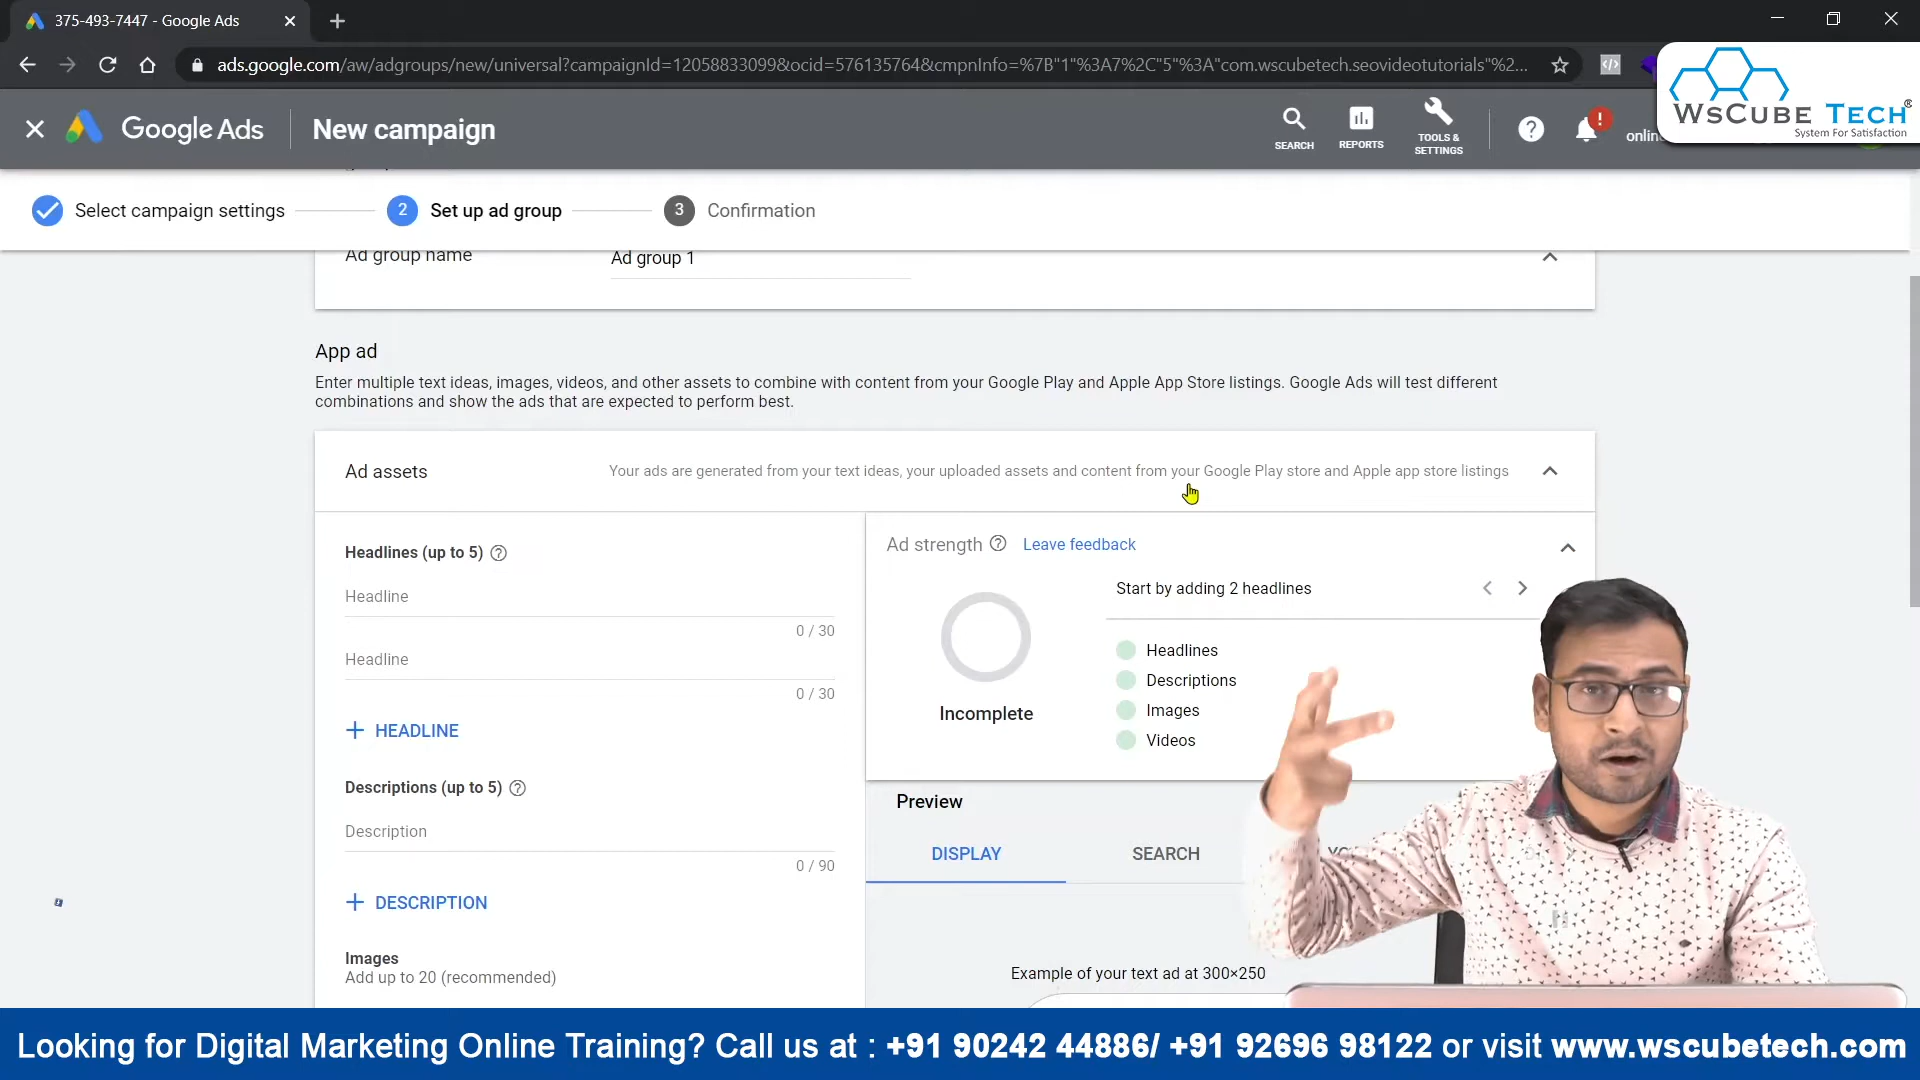 375-493-7447 - Google Ads
ads.google.com/aw/adgroups/new/universal?campaignId=12058833099&ocid=576135764&cmpnInfo=%7B"1"%3A7%2C"5"%3A"com.wscubetech.seovideotutorials"%2...
WsCube Tech®
System For Satisfaction
Google Ads
New campaign
SEARCH
REPORTS
TOOLS &
SETTINGS
Select campaign settings
2 Set up ad group
3 Confirmation
Ad group name
Ad group 1
App ad
Enter multiple text ideas, images, videos, and other assets to combine with content from your Google Play and Apple App Store listings. Google Ads will test different
combinations and show the ads that are expected to perform best.
Ad assets
Your ads are generated from your text ideas, your uploaded assets and content from your Google Play store and Apple app store listings
Headlines (up to 5)
Headline
0 / 30
Headline
0 / 30
+ HEADLINE
Descriptions (up to 5)
Description
0 / 90
+ DESCRIPTION
Images
Add up to 20 (recommended)
Ad strength
Leave feedback
Incomplete
Start by adding 2 headlines
Headlines
Descriptions
Images
Videos
Preview
DISPLAY
SEARCH
Example of your text ad at 300×250
Looking for Digital Marketing Online Training? Call us at : +91 90242 44886/ +91 92696 98122 or visit www.wscubetech.com